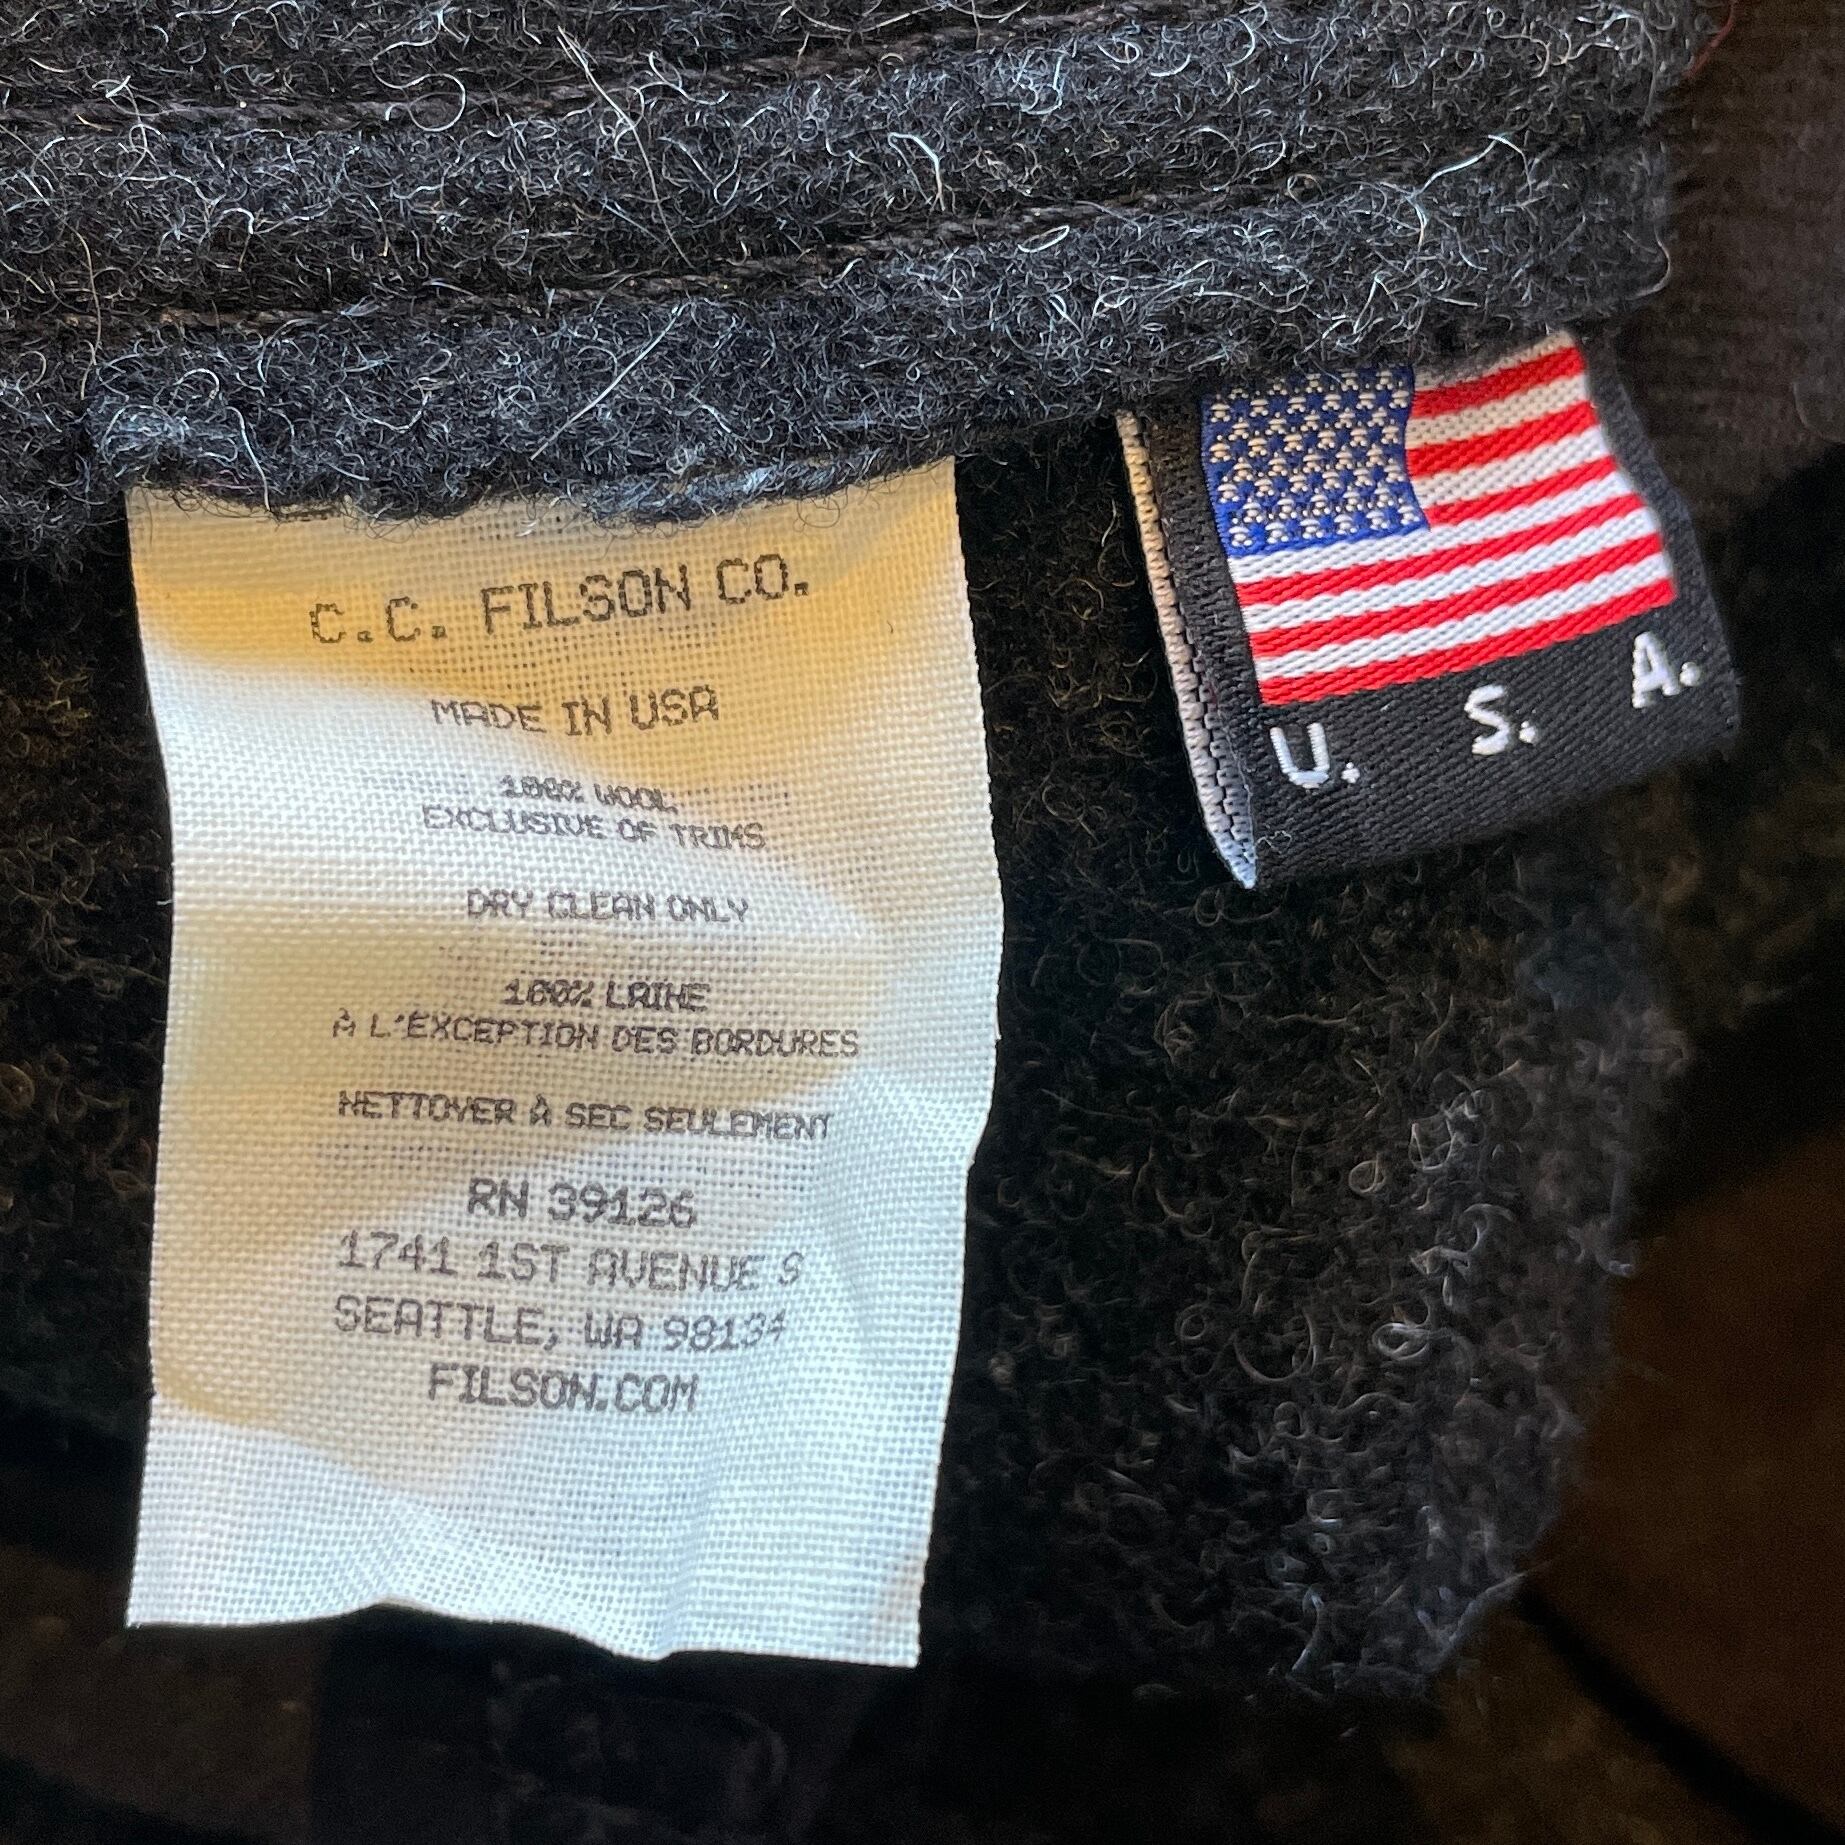 C.C. FILSON CO.
MADE IN USA
100% WOOL
EXCLUSIVE OF TRIMS
DRY CLEAN ONLY
100% LAINE
À L'EXCEPTION DES BORDURES
NETTOYER À SEC SEULEMENT
RN 39126
1741 1ST AVENUE S
SEATTLE, WA 98134
FILSON.COM
U. S. A.